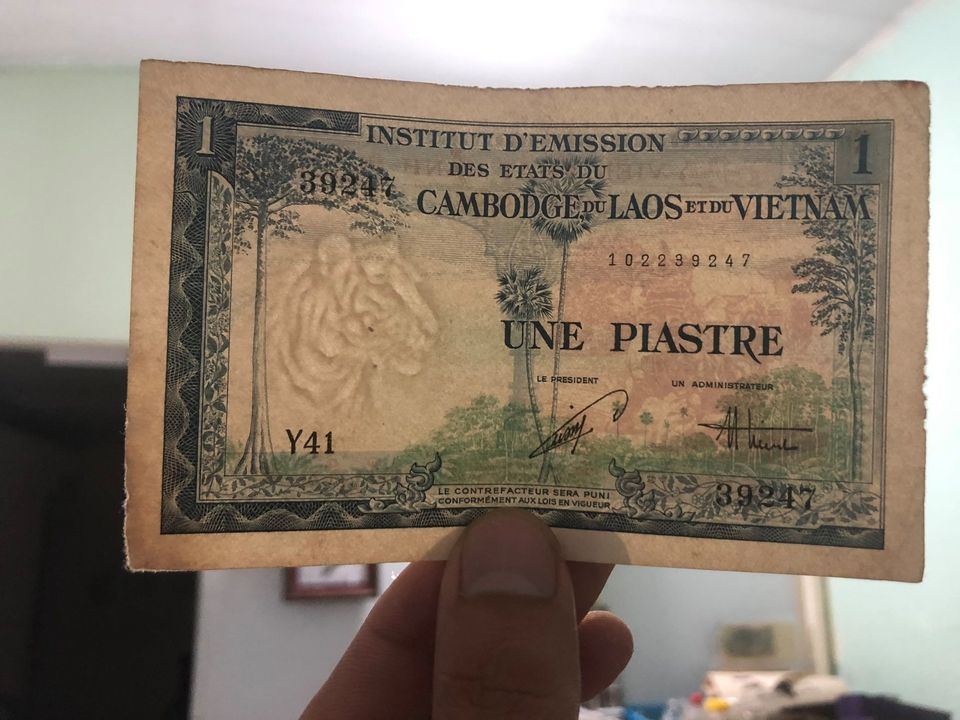 1
INSTITUT D'EMISSION
1
DES ETATS DU
39247
CAMBODGE, DU LAOS ET DU VIETNAM
102239247
UNE PIASTRE
LE PRESIDENT
UN ADMINISTRATEUR
Y41
39247
LE CONTREFACTEUR SERA PUNI
CONFORMÉMENT AUX LOIS EN VIGUEUR